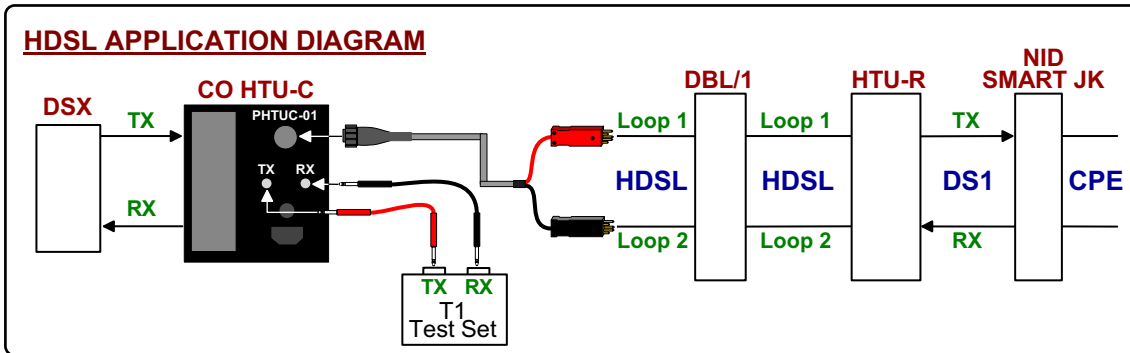 HDSL APPLICATION DIAGRAM
DSX
TX
RX
CO HTU-C
PHTUC-01
TX
RX
TX
RX
T1
Test Set
Loop 1
HDSL
Loop 2
DBL/1
Loop 1
HDSL
Loop 2
HTU-R
TX
DS1
RX
NID
SMART JK
CPE